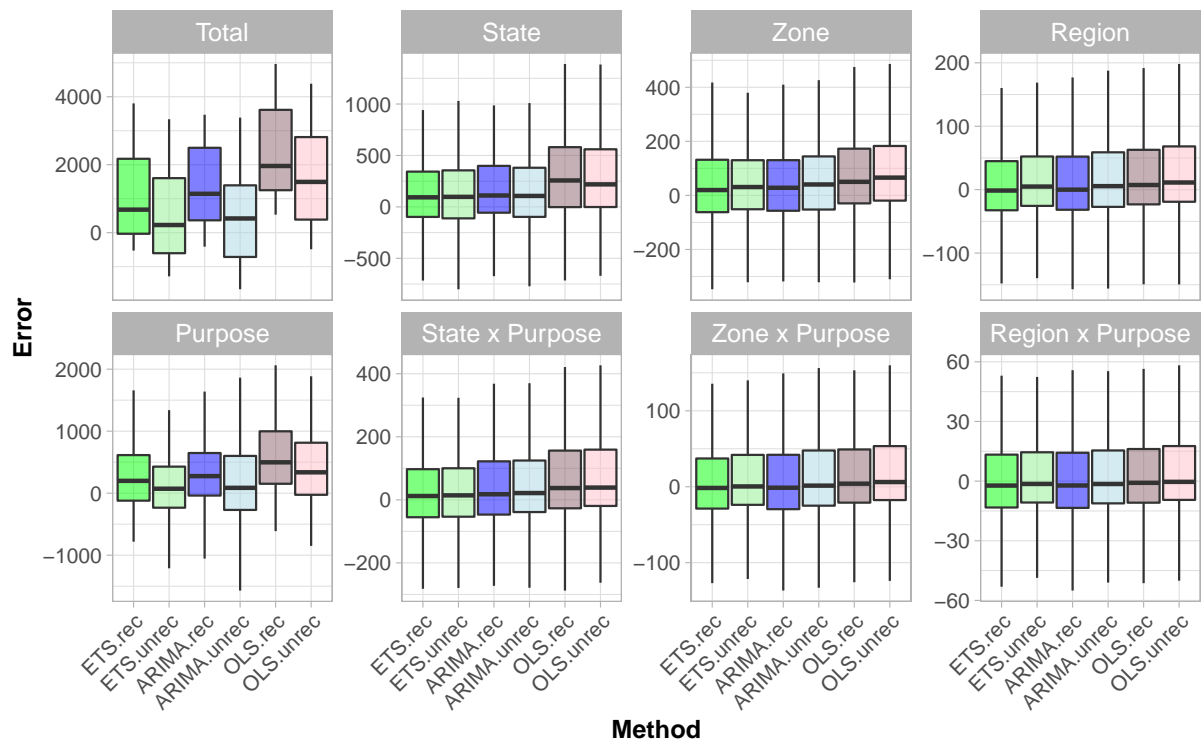 Total
State
Zone
Region
4000
2000
0
1000
500
0
−500
400
200
0
−200
200
100
0
−100
Error
Purpose
State x Purpose
Zone x Purpose
Region x Purpose
2000
1000
0
−1000
400
200
0
−200
100
0
−100
60
30
0
−30
−60
ETS.rec
ETS.unrec
ARIMA.rec
ARIMA.unrec
OLS.rec
OLS.unrec
ETS.rec
ETS.unrec
ARIMA.rec
ARIMA.unrec
OLS.rec
OLS.unrec
ETS.rec
ETS.unrec
ARIMA.rec
ARIMA.unrec
OLS.rec
OLS.unrec
ETS.rec
ETS.unrec
ARIMA.rec
ARIMA.unrec
OLS.rec
OLS.unrec
Method